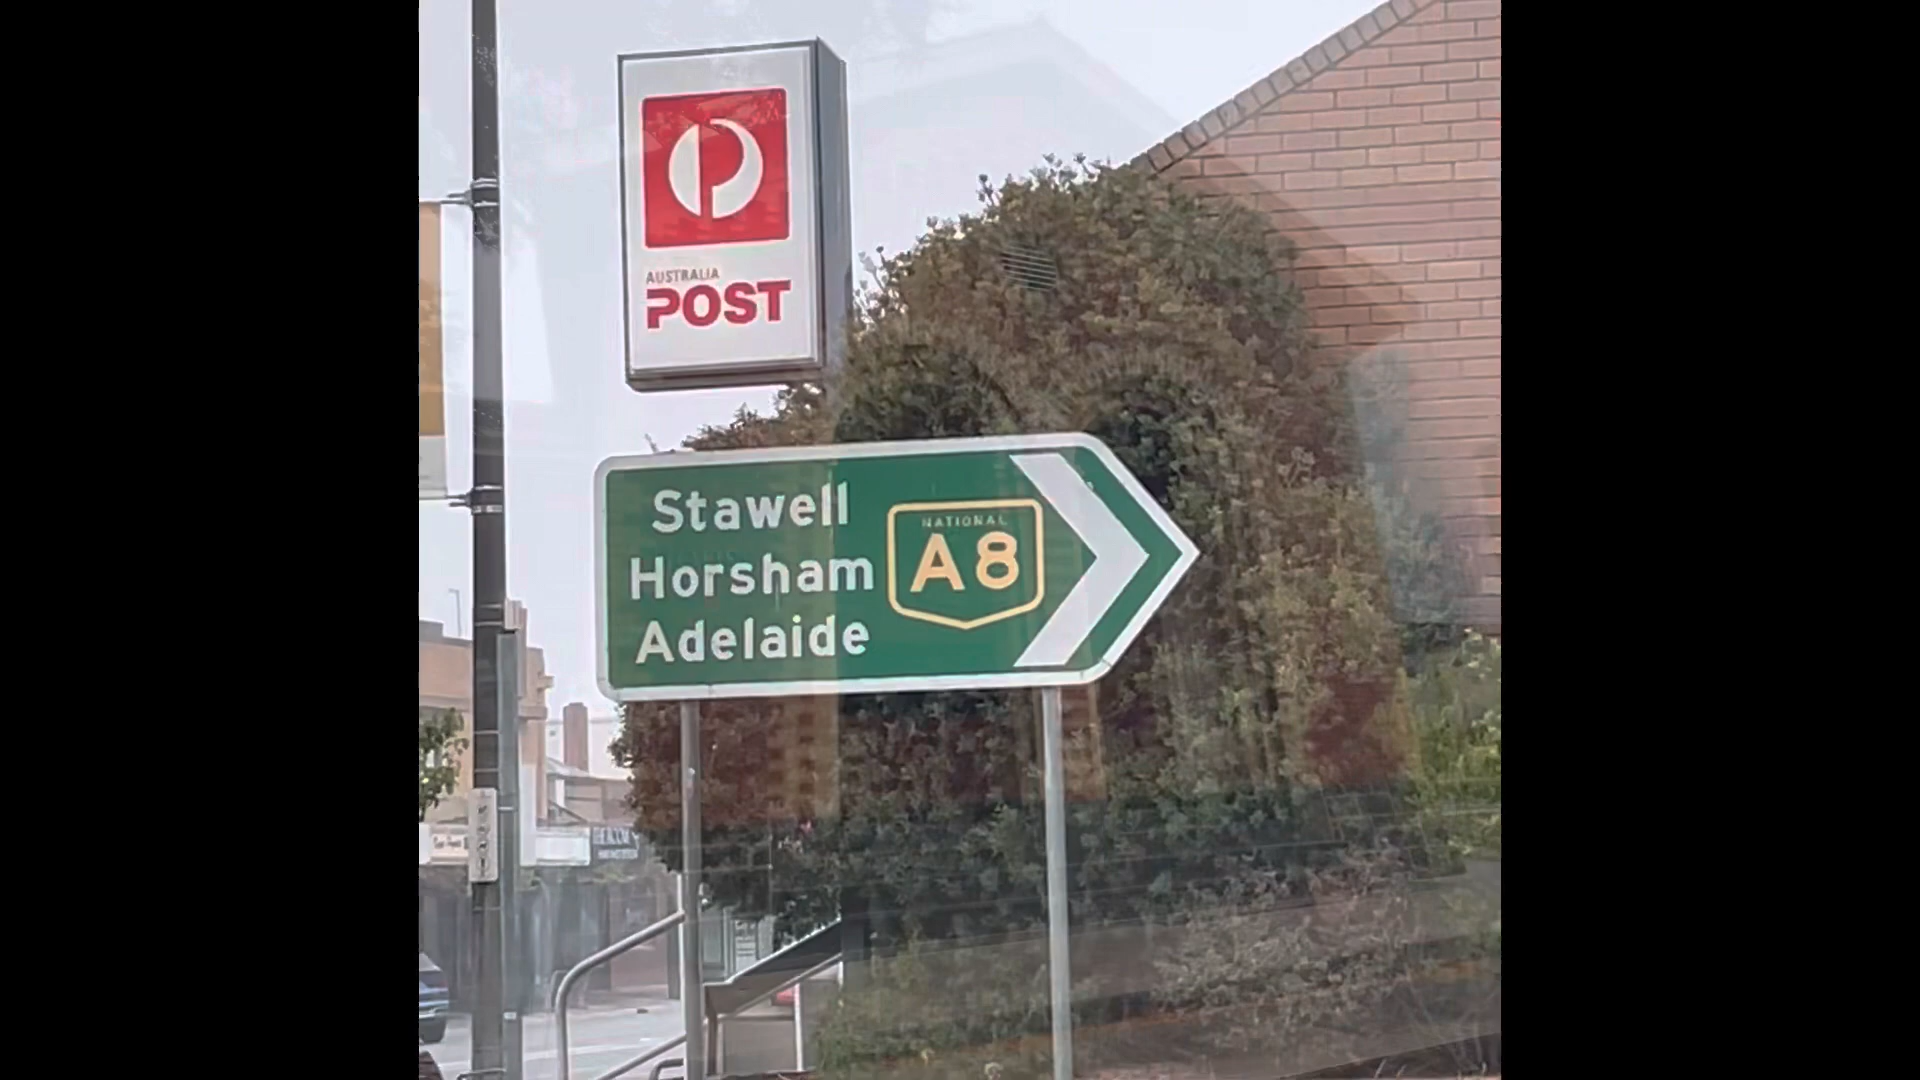 AUSTRALIA
POST
Stawell
Horsham
Adelaide
NATIONAL
A8